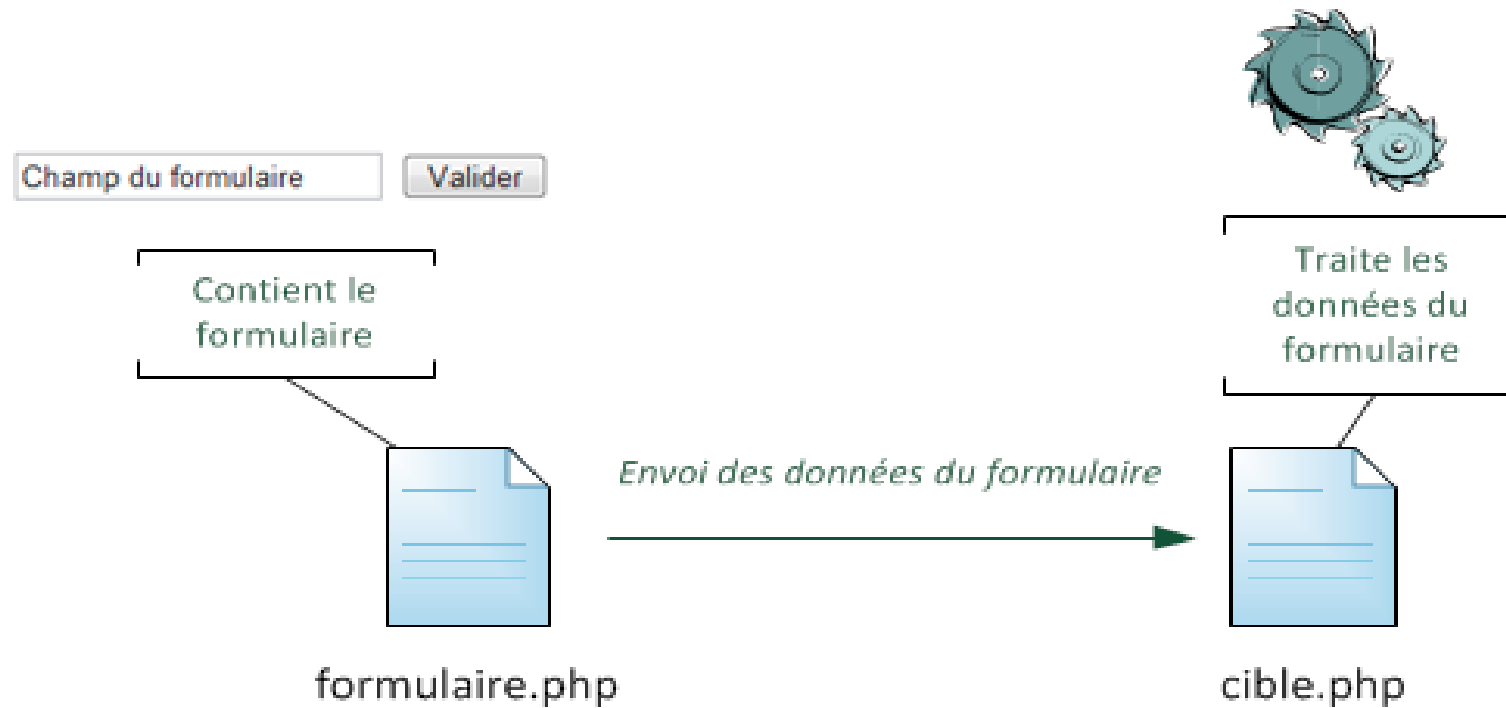 Champ du formulaire
Valider
Contient le
formulaire
Traite les
données du
formulaire
Envoi des données du formulaire
formulaire.php
cible.php